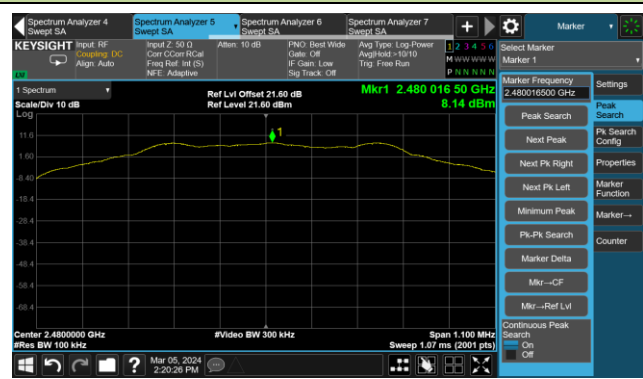 Spectrum Analyzer 4
Swept SA
Spectrum Analyzer 5
Swept SA
Spectrum Analyzer 6
Swept SA
Spectrum Analyzer 7
Swept SA
+
Marker
KEYSIGHT
Input: RF
Coupling: DC
Align: Auto
Input Z: 50 Ω
Corr CCorr RCal
Freq Ref: Int (S)
NFE: Adaptive
Atten: 10 dB
PNO: Best Wide
Gate: Off
IF Gain: Low
Sig Track: Off
Avg Type: Log-Power
Avg|Hold:>10/10
Trig: Free Run
1 2 3 4 5 6
M W W W W W
P N N N N N
Select Marker
Marker 1
1 Spectrum
Scale/Div 10 dB
Log
Ref Lvl Offset 21.60 dB
Ref Level 21.60 dBm
Mkr1 2.480 016 50 GHz
8.14 dBm
1
11.6
1.60
-8.40
-18.4
-28.4
-38.4
-48.4
-58.4
-68.4
Center 2.4800000 GHz
#Res BW 100 kHz
#Video BW 300 kHz
Span 1.100 MHz
Sweep 1.07 ms (2001 pts)
Marker Frequency
2.480016500 GHz
Peak Search
Next Peak
Next Pk Right
Next Pk Left
Minimum Peak
Pk-Pk Search
Marker Delta
Mkr→CF
Mkr→Ref Lvl
Continuous Peak
Search
On
Off
Settings
Peak
Search
Pk Search
Config
Properties
Marker
Function
Marker→
Counter
?
Mar 05, 2024
2:20:26 PM